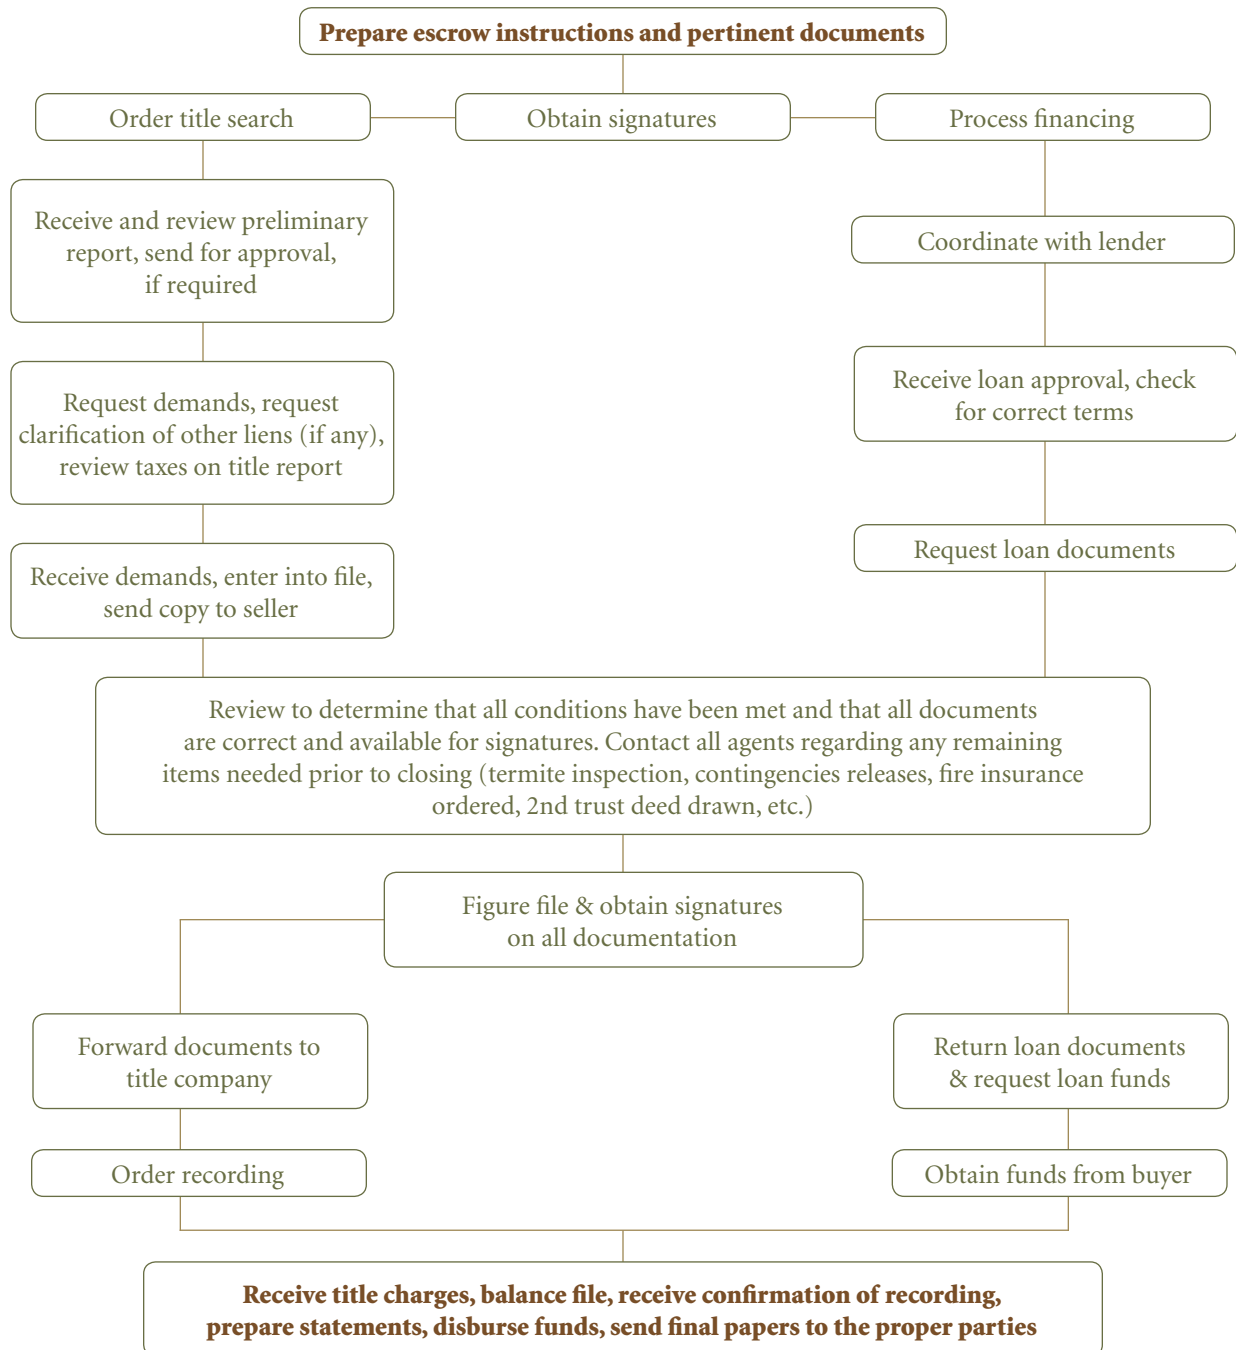 Prepare escrow instructions and pertinent documents
Order title search
Obtain signatures
Process financing
Receive and review preliminary
report, send for approval,
if required
Coordinate with lender
Request demands, request
clarification of other liens (if any),
review taxes on title report
Receive loan approval, check
for correct terms
Receive demands, enter into file,
send copy to seller
Request loan documents
Review to determine that all conditions have been met and that all documents
are correct and available for signatures. Contact all agents regarding any remaining
items needed prior to closing (termite inspection, contingencies releases, fire insurance
ordered, 2nd trust deed drawn, etc.)
Figure file & obtain signatures
on all documentation
Forward documents to
title company
Return loan documents
& request loan funds
Order recording
Obtain funds from buyer
Receive title charges, balance file, receive confirmation of recording,
prepare statements, disburse funds, send final papers to the proper parties